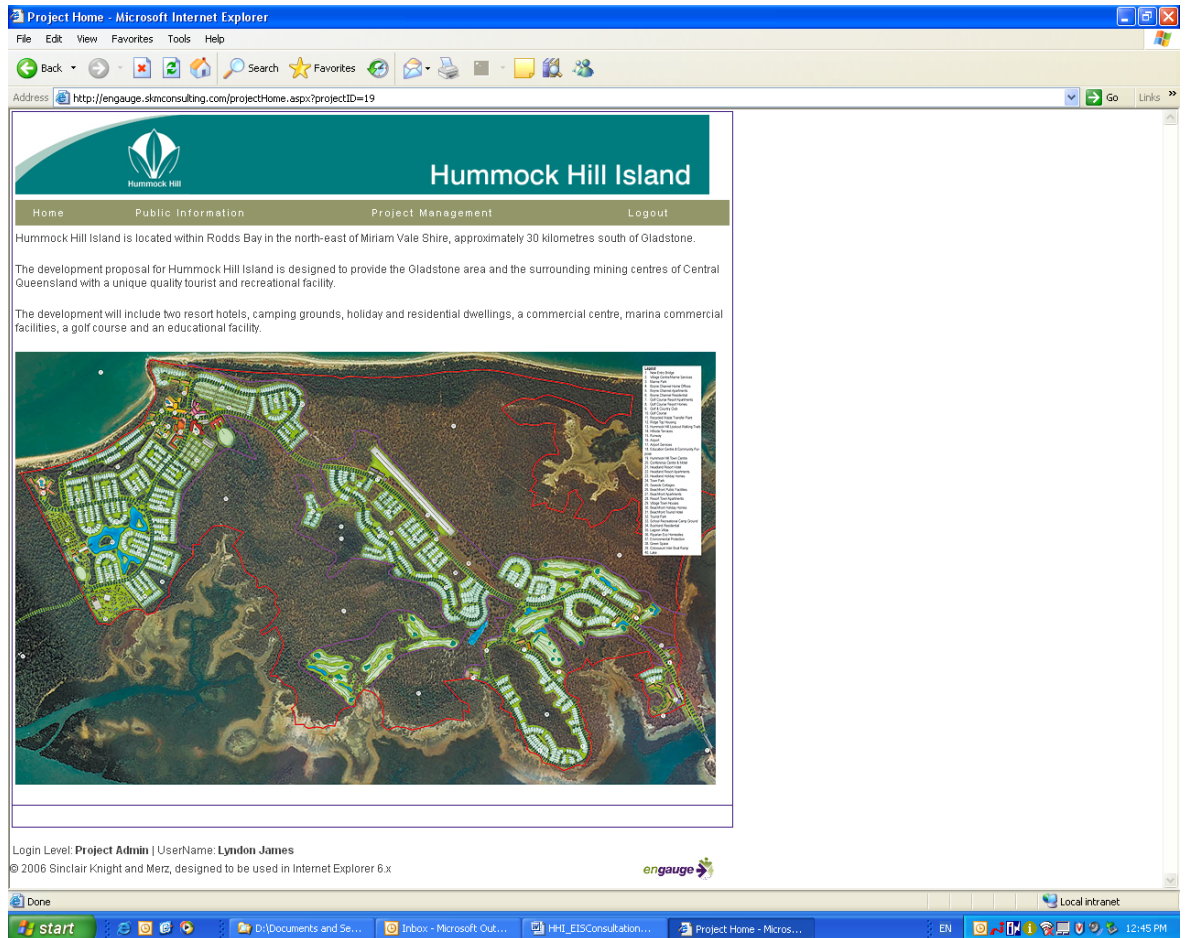 Project Home - Microsoft Internet Explorer
File Edit View Favorites Tools Help
Back Search Favorites
Address http://engauge.skmconsulting.com/projectHome.aspx?projectID=19 Go Links »
Hummock Hill
Hummock Hill Island
Home Public Information Project Management Logout
Hummock Hill Island is located within Rodds Bay in the north-east of Miriam Vale Shire, approximately 30 kilometres south of Gladstone.
The development proposal for Hummock Hill Island is designed to provide the Gladstone area and the surrounding mining centres of Central
Queensland with a unique quality tourist and recreational facility.
The development will include two resort hotels, camping grounds, holiday and residential dwellings, a commercial centre, marina commercial
facilities, a golf course and an educational facility.
Legend
Login Level: Project Admin | UserName: Lyndon James
© 2006 Sinclair Knight and Merz, designed to be used in Internet Explorer 6.x
engauge
Done Local intranet
start D:\Documents and Se... Inbox - Microsoft Out... HHI_EISConsultation... Project Home - Micros... EN 12:45 PM